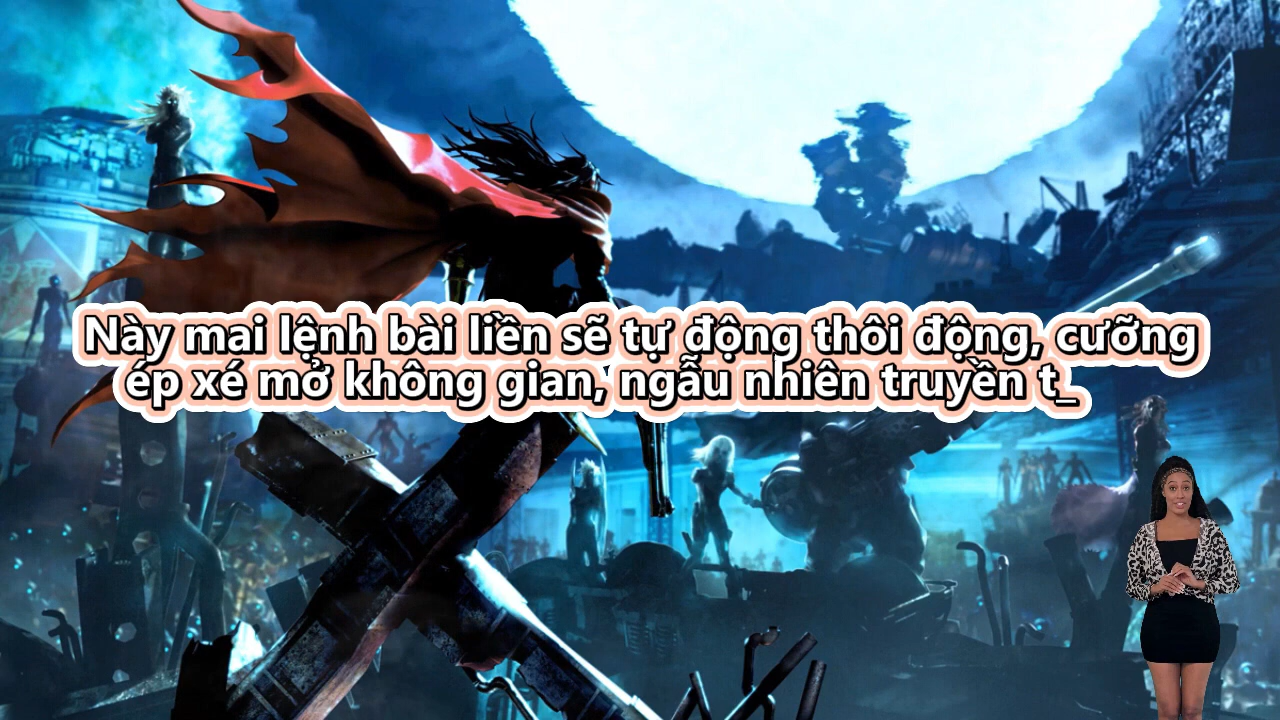 Này mai lệnh bài liền sẽ tự động thôi động, cưỡng
ép xé mở không gian, ngẫu nhiên truyền t_